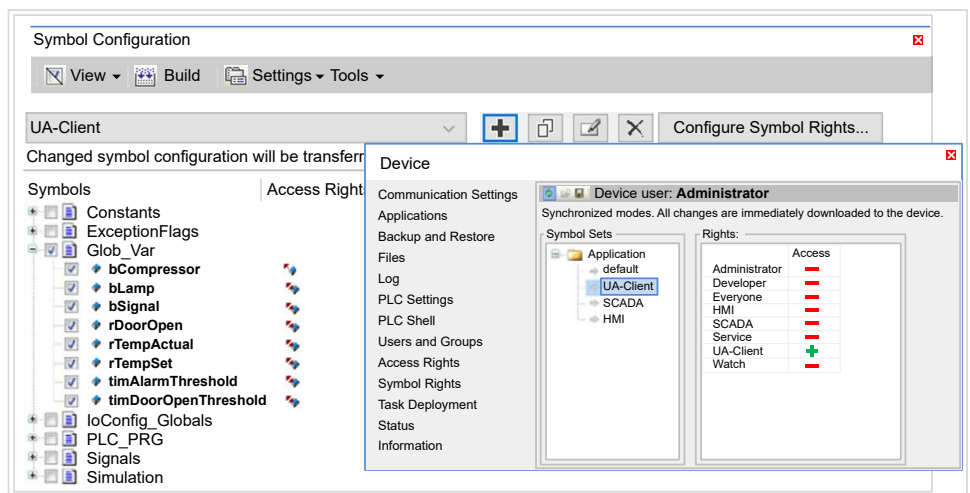 Symbol Configuration
View Build Settings Tools
UA-Client
Configure Symbol Rights...
Changed symbol configuration will be transferr
Symbols Access Right
Constants
ExceptionFlags
Glob_Var
bCompressor
bLamp
bSignal
rDoorOpen
rTempActual
rTempSet
timAlarmThreshold
timDoorOpenThreshold
IoConfig_Globals
PLC_PRG
Signals
Simulation
Device
Communication Settings
Applications
Backup and Restore
Files
Log
PLC Settings
PLC Shell
Users and Groups
Access Rights
Symbol Rights
Task Deployment
Status
Information
Device user: Administrator
Synchronized modes. All changes are immediately downloaded to the device.
Symbol Sets
Application
default
UA-Client
SCADA
HMI
Rights:
Access
Administrator
Developer
Everyone
HMI
SCADA
Service
UA-Client
Watch